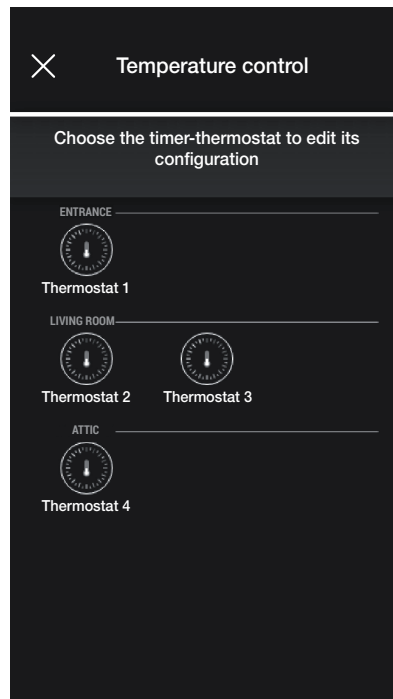 Temperature control
Choose the timer-thermostat to edit its
configuration
ENTRANCE
Thermostat 1
LIVING ROOM
Thermostat 2 Thermostat 3
ATTIC
Thermostat 4